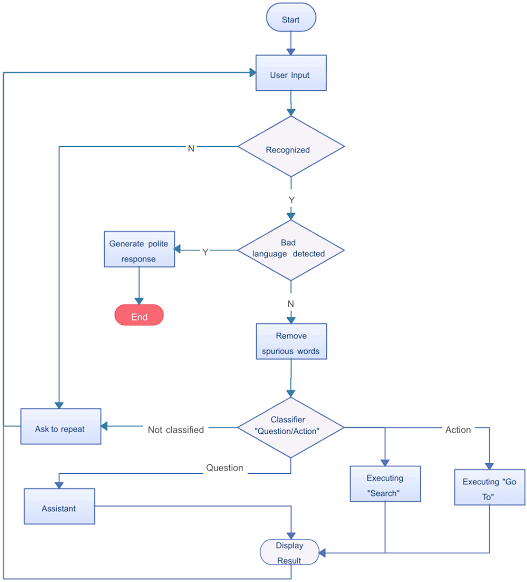 Start
User Input
Recognized
N
Y
Bad
language detected
Generate polite
response
Y
End
N
Remove
spurious words
Classifier
"Question/Action"
Ask to repeat
Not classified
Action
Question
Executing
"Search"
Executing "Go
To"
Assistant
Display
Result